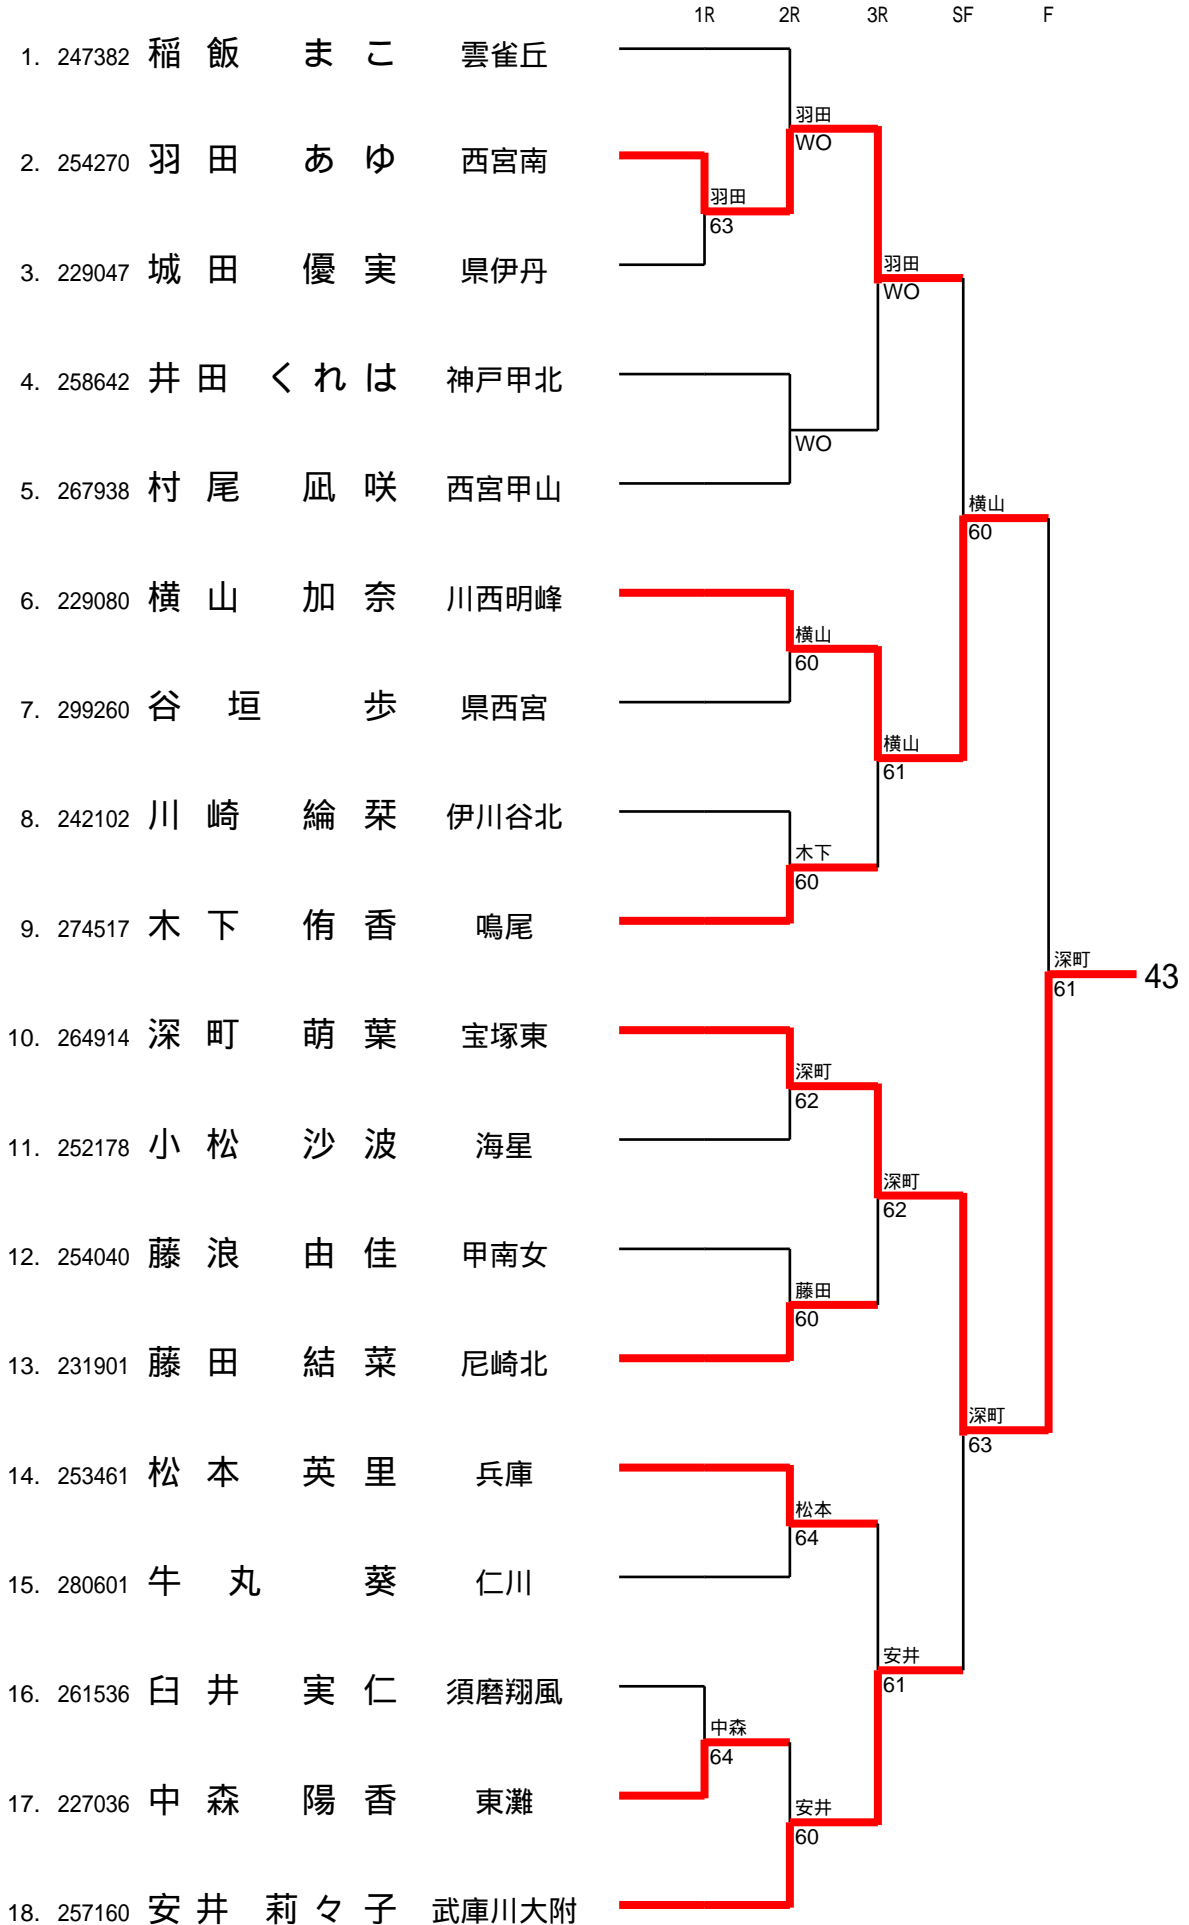 1R 2R 3R SF F
1. 247382 稲飯 まこ 雲雀丘
羽田
WO
2. 254270 羽田 あゆ 西宮南
羽田
63
3. 229047 城田 優実 県伊丹
羽田
WO
4. 258642 井田 くれは 神戸甲北
WO
5. 267938 村尾 凪咲 西宮甲山
横山
60
6. 229080 横山 加奈 川西明峰
横山
60
7. 299260 谷垣 歩 県西宮
横山
61
8. 242102 川崎 綸栞 伊川谷北
木下
60
9. 274517 木下 侑香 鳴尾
深町
61
43
10. 264914 深町 萌葉 宝塚東
深町
62
11. 252178 小松 沙波 海星
深町
62
12. 254040 藤浪 由佳 甲南女
藤田
60
13. 231901 藤田 結菜 尼崎北
深町
63
14. 253461 松本 英里 兵庫
松本
64
15. 280601 牛丸 葵 仁川
安井
61
16. 261536 臼井 実仁 須磨翔風
中森
64
17. 227036 中森 陽香 東灘
安井
60
18. 257160 安井 莉々子 武庫川大附